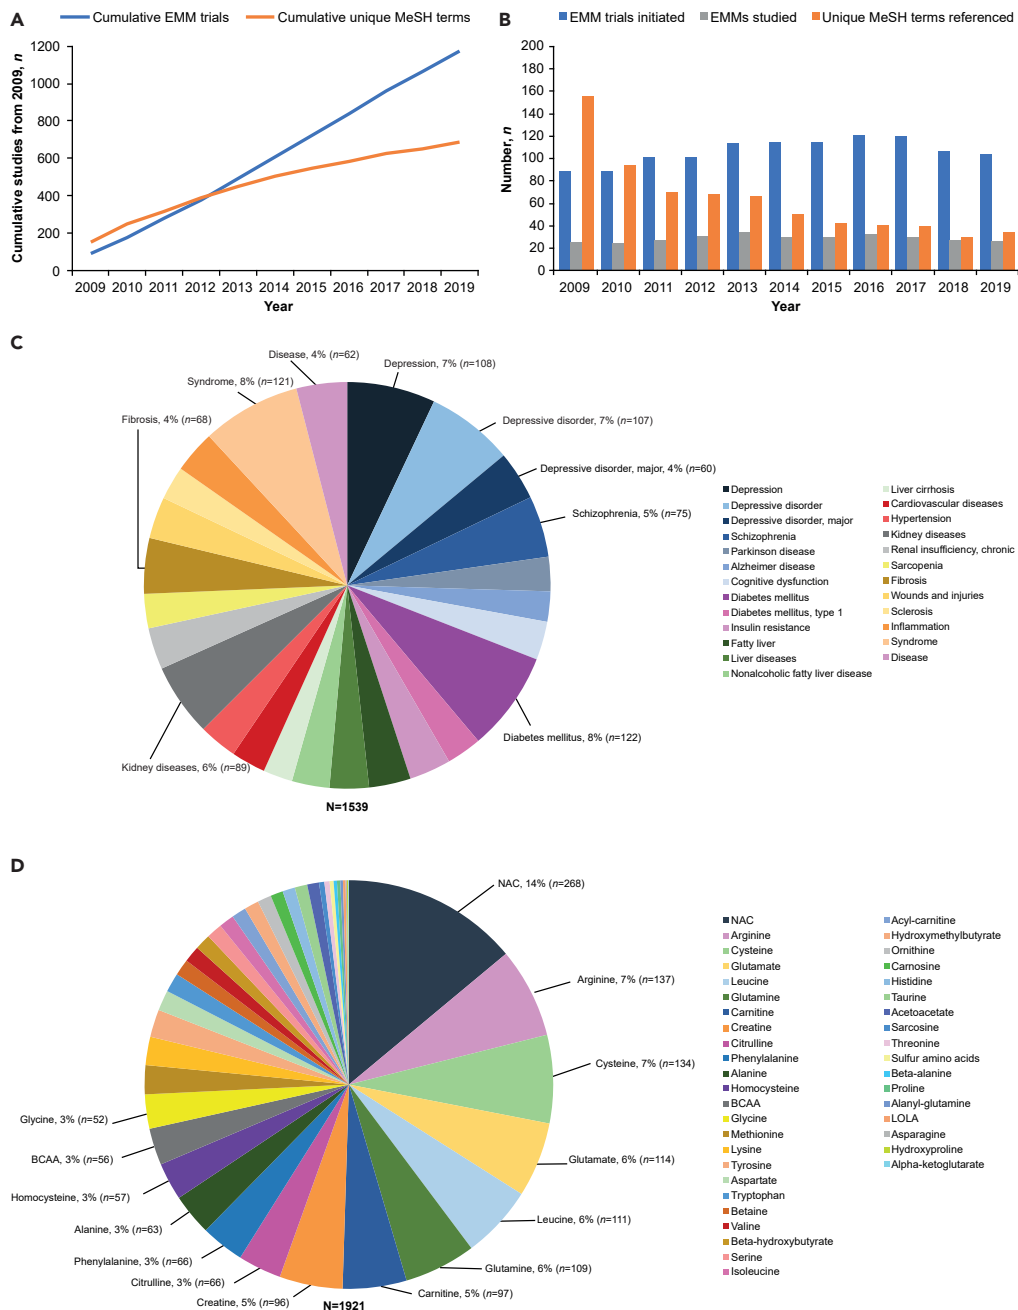 A
Cumulative EMM trials
Cumulative unique MeSH terms
Cumulative studies from 2009, n
1200
1000
800
600
400
200
0
2009 2010 2011 2012 2013 2014 2015 2016 2017 2018 2019
Year
B
EMM trials initiated
EMMs studied
Unique MeSH terms referenced
Number, n
200
180
160
140
120
100
80
60
40
20
0
2009 2010 2011 2012 2013 2014 2015 2016 2017 2018 2019
Year
C
Disease, 4% (n=62)
Depression, 7% (n=108)
Syndrome, 8% (n=121)
Fibrosis, 4% (n=68)
Depressive disorder, 7% (n=107)
Depressive disorder, major, 4% (n=60)
Schizophrenia, 5% (n=75)
Diabetes mellitus, 8% (n=122)
Kidney diseases, 6% (n=89)
N=1539
Depression
Depressive disorder
Depressive disorder, major
Schizophrenia
Parkinson disease
Alzheimer disease
Cognitive dysfunction
Diabetes mellitus
Diabetes mellitus, type 1
Insulin resistance
Fatty liver
Liver diseases
Nonalcoholic fatty liver disease
Liver cirrhosis
Cardiovascular diseases
Hypertension
Kidney diseases
Renal insufficiency, chronic
Sarcopenia
Fibrosis
Wounds and injuries
Sclerosis
Inflammation
Syndrome
Disease
D
NAC, 14% (n=268)
Arginine, 7% (n=137)
Cysteine, 7% (n=134)
Glutamate, 6% (n=114)
Leucine, 6% (n=111)
Glutamine, 6% (n=109)
Carnitine, 5% (n=97)
Creatine, 5% (n=96)
Citrulline, 3% (n=66)
Phenylalanine, 3% (n=66)
Alanine, 3% (n=63)
Homocysteine, 3% (n=57)
BCAA, 3% (n=56)
Glycine, 3% (n=52)
N=1921
NAC
Arginine
Cysteine
Glutamate
Leucine
Glutamine
Carnitine
Creatine
Citrulline
Phenylalanine
Alanine
Homocysteine
BCAA
Glycine
Methionine
Lysine
Tyrosine
Aspartate
Tryptophan
Betaine
Valine
Beta-hydroxybutyrate
Serine
Isoleucine
Acyl-carnitine
Hydroxymethylbutyrate
Ornithine
Carnosine
Histidine
Taurine
Acetoacetate
Sarcosine
Threonine
Sulfur amino acids
Beta-alanine
Proline
Alanyl-glutamine
LOLA
Asparagine
Hydroxyproline
Alpha-ketoglutarate